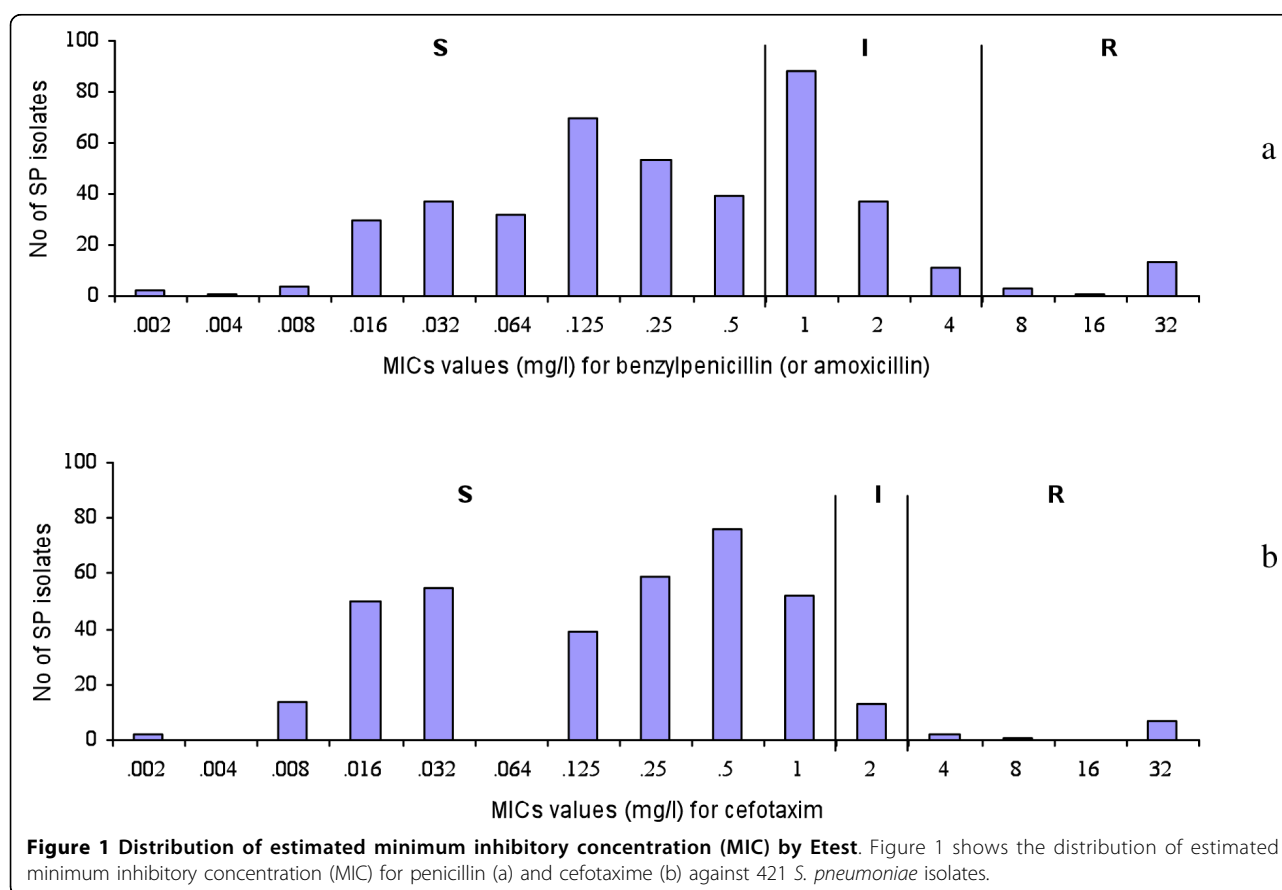 100
80
60
40
20
0
No of SP isolates
S
I
R
a
.002 .004 .008 .016 .032 .064 .125 .25 .5 1 2 4 8 16 32
MICs values (mg/l) for benzylpenicillin (or amoxicillin)
100
80
60
40
20
0
No of SP isolates
S
I
R
b
.002 .004 .008 .016 .032 .064 .125 .25 .5 1 2 4 8 16 32
MICs values (mg/l) for cefotaxim
Figure 1 Distribution of estimated minimum inhibitory concentration (MIC) by Etest. Figure 1 shows the distribution of estimated
minimum inhibitory concentration (MIC) for penicillin (a) and cefotaxime (b) against 421 S. pneumoniae isolates.